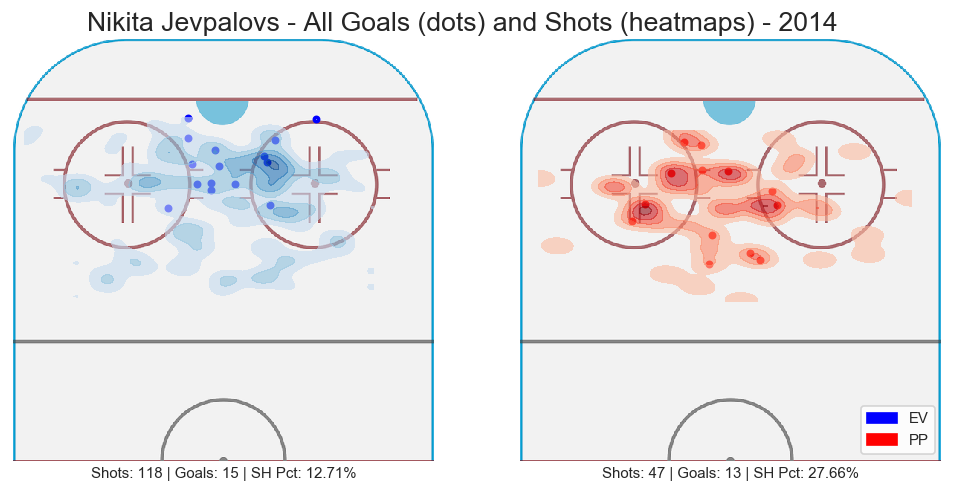 Nikita Jevpalovs - All Goals (dots) and Shots (heatmaps) - 2014
EV
PP
Shots: 118 | Goals: 15 | SH Pct: 12.71%
Shots: 47 | Goals: 13 | SH Pct: 27.66%